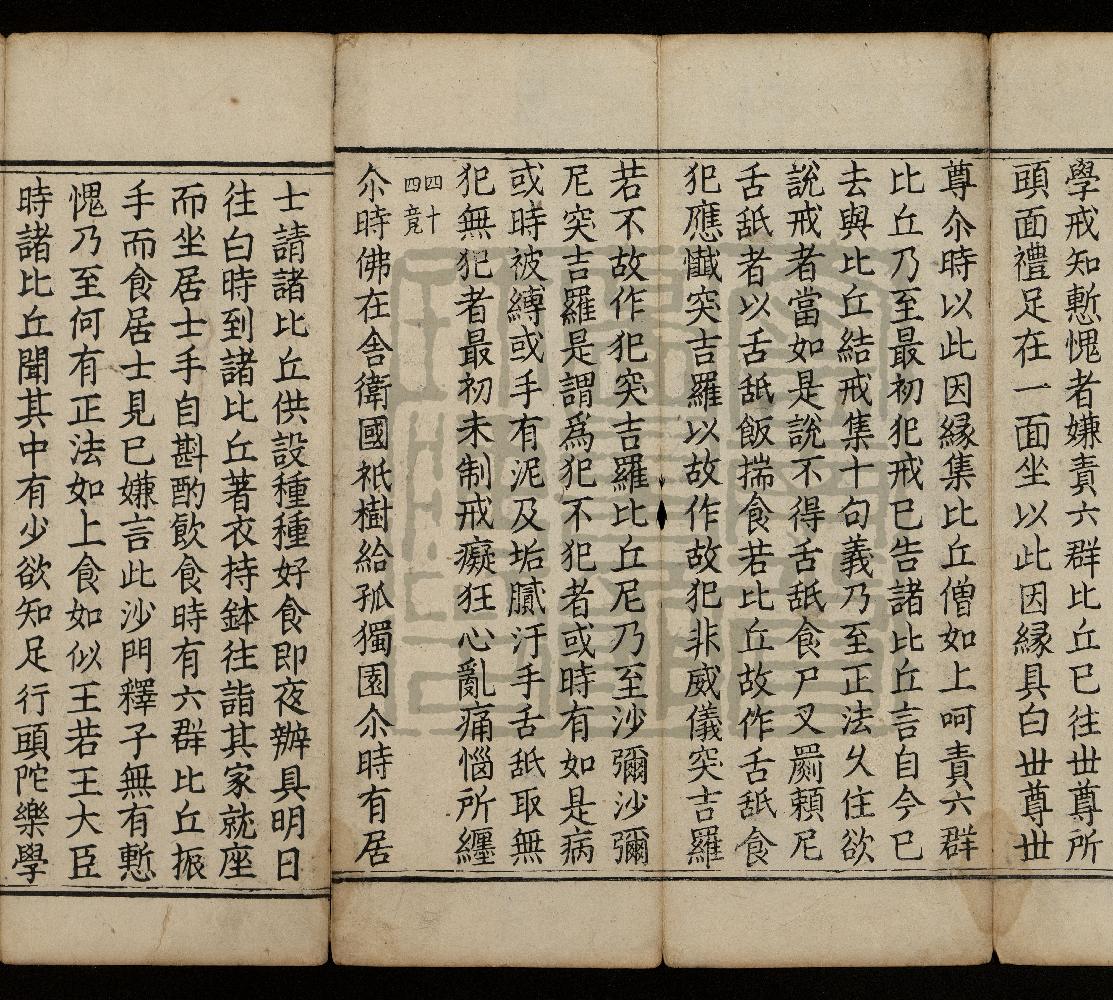 學戒知慙愧者嫌責六群比丘已往世尊所
頭面禮足在一面坐以此因縁具白世尊世
尊尒時以此因縁集比丘僧如上呵責六群
比丘乃至最初犯戒已告諸比丘言自今已
去與比丘結戒集十句義乃至正法久住欲
說戒者當如是說不得舌舐食尸叉罽頼尼
舌舐者以舌舐飯揣食若比丘故作舌舐食
犯應懴突吉羅以故作故犯非威儀突吉羅
若不故作犯突吉羅比丘尼乃至沙彌沙彌
尼突吉羅是謂爲犯不犯者或時有如是病
或時被縛或手有泥及垢膩汙手舌舐取無
犯無犯者最初未制戒癡狂心亂痛惱所纏
四十
四竟
尒時佛在舎衛國祇樹給孤獨園尒時有居
士請諸比丘供設種種好食即夜辦具明日
往白時到諸比丘著衣持鉢往詣其家就座
而坐居士手自斟酌飲食時有六群比丘振
手而食居士見已嫌言此沙門釋子無有慙
愧乃至何有正法如上食如似王若王大臣
時諸比丘聞其中有少欲知足行頭陀樂學